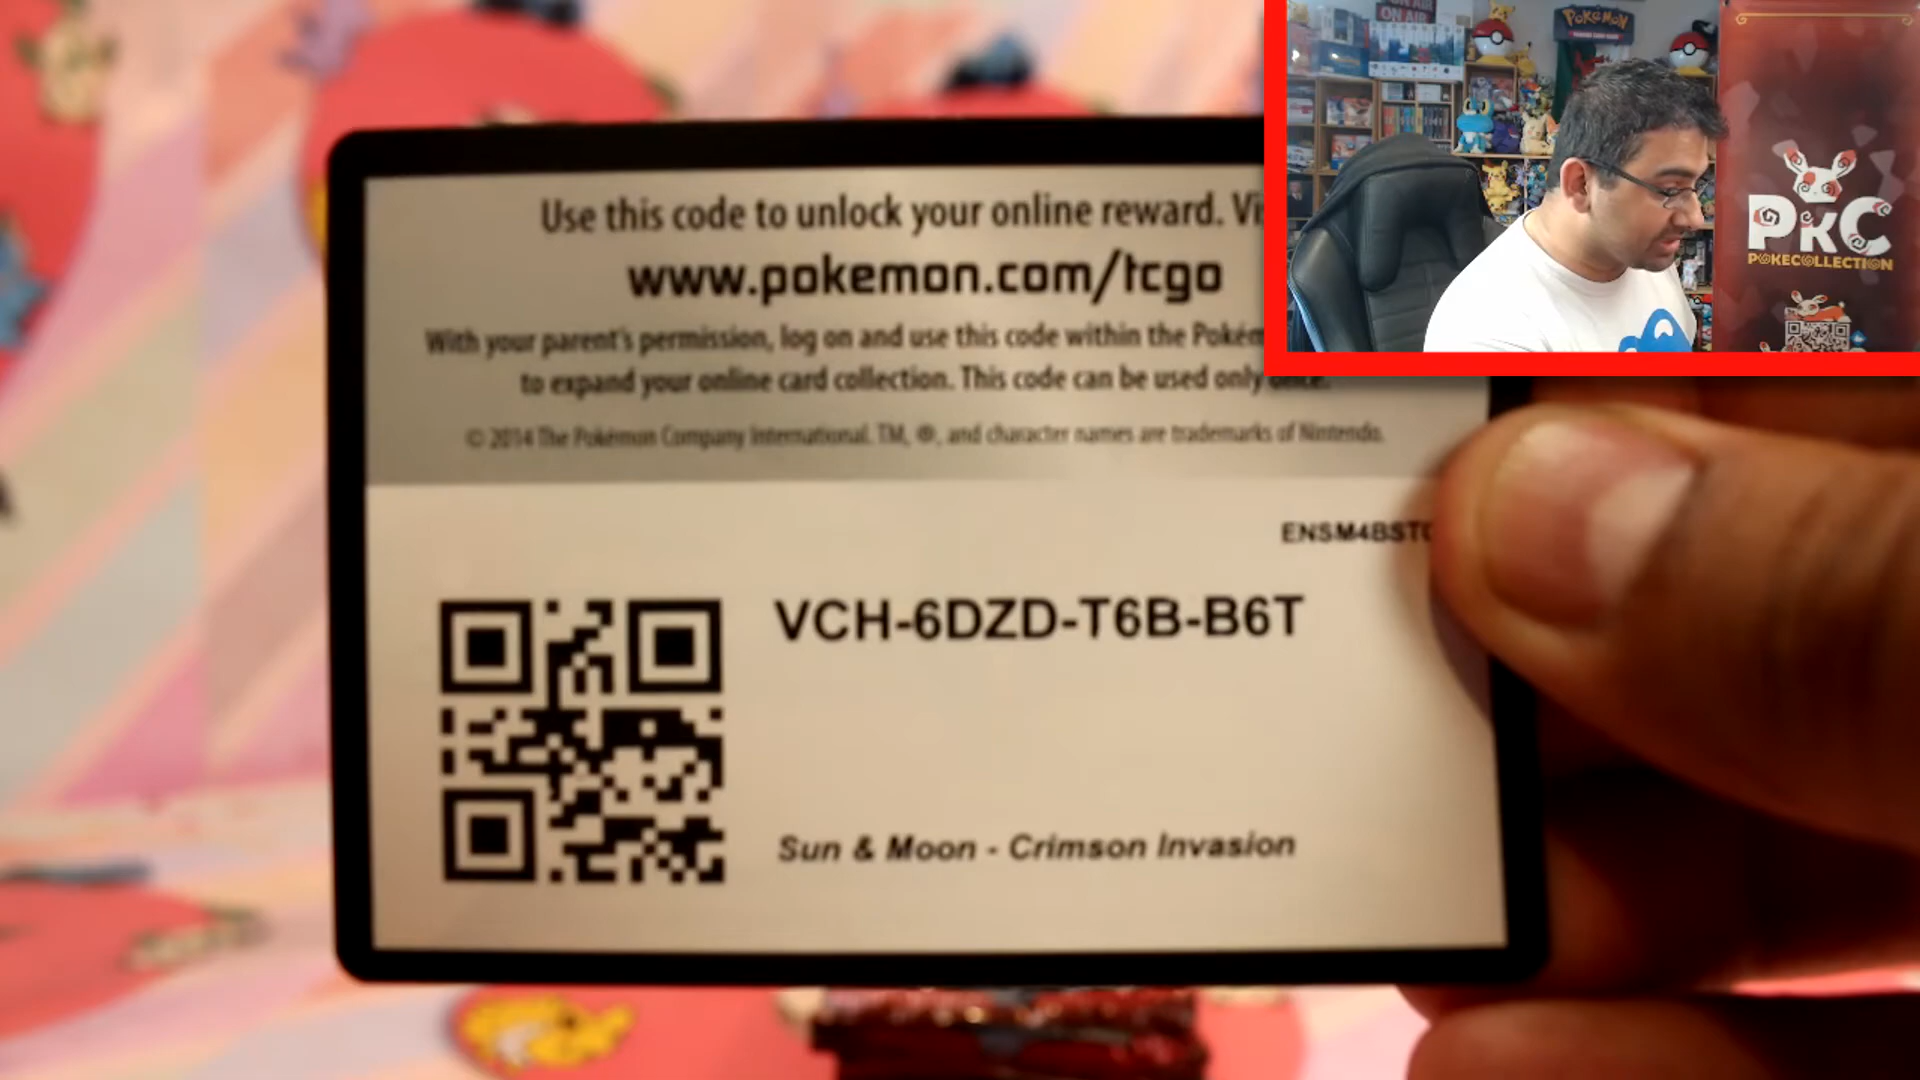 Use this code to unlock your online reward.
www.pokemon.com/tcgo
With your parent's permission, log on and use this code within the
to expand your online card collection. This code can be used only once.
© 2014 The Pokémon Company International. TM, ®, and character names are trademarks of Nintendo.
ENSM4BST
VCH-6DZD-T6B-B6T
Sun & Moon - Crimson Invasion
ON AIR
POKéMON
PKC
POKECOLLECTION